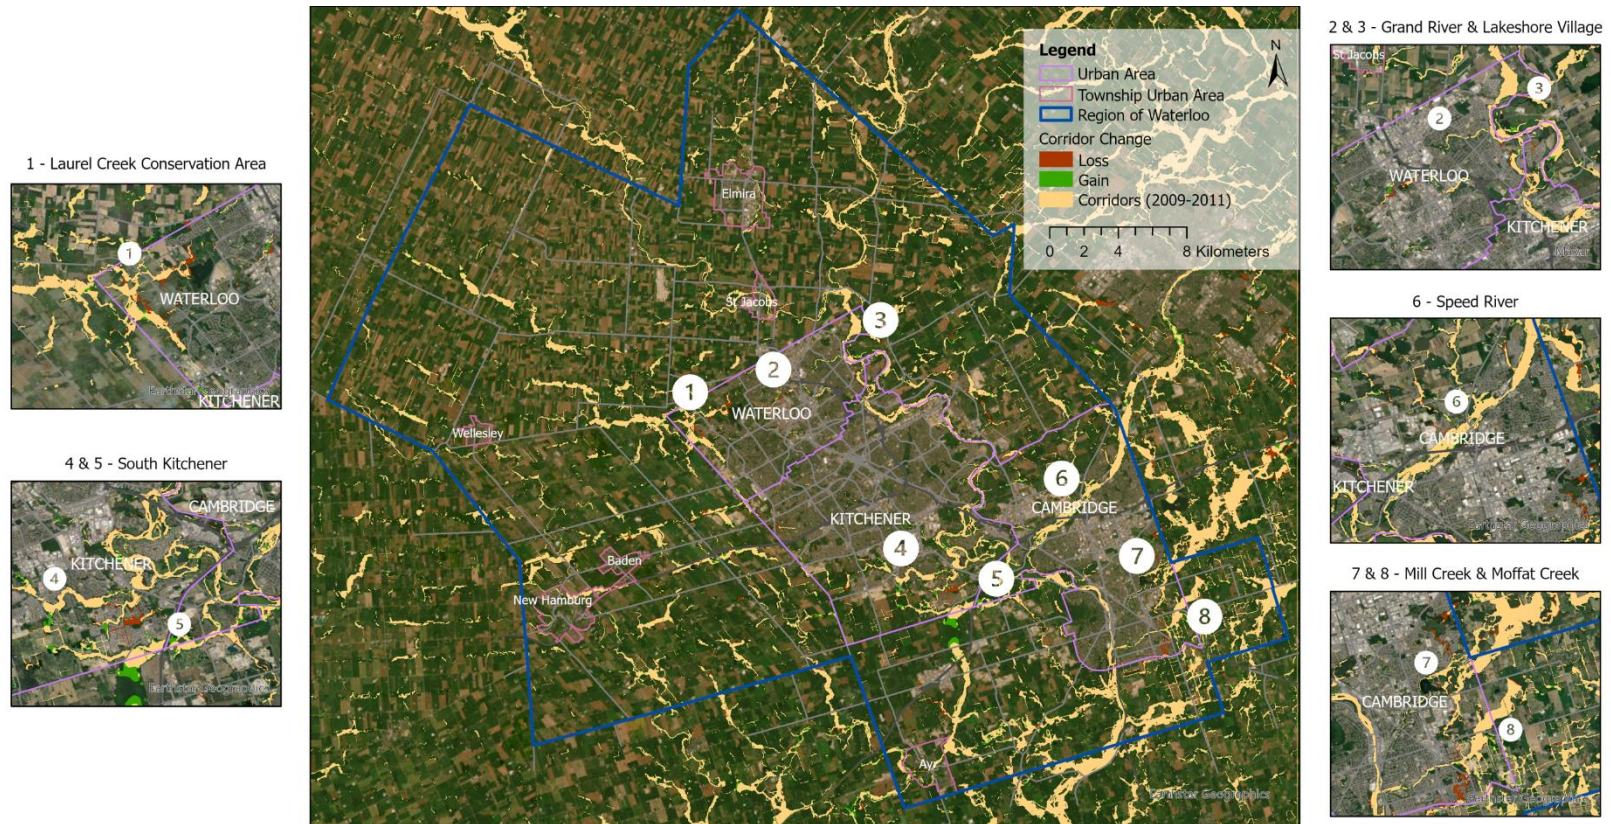 1 - Laurel Creek Conservation Area
1
WATERLOO
Earthstar Geographics
KITCHENER
4 & 5 - South Kitchener
CAMBRIDGE
KITCHENER
4
5
Earthstar Geographics
Legend
Urban Area
Township Urban Area
Region of Waterloo
Corridor Change
Loss
Gain
Corridors (2009-2011)
0 2 4 8 Kilometers
N
Elmira
St Jacobs
3
2
1
WATERLOO
Wellesley
6
CAMBRIDGE
KITCHENER
4
7
Baden
5
New Hamburg
8
Ayr
Earthstar Geographics
2 & 3 - Grand River & Lakeshore Village
St Jacobs
3
2
WATERLOO
KITCHENER
Maxar
6 - Speed River
6
CAMBRIDGE
KITCHENER
Earthstar Geographics
7 & 8 - Mill Creek & Moffat Creek
7
CAMBRIDGE
8
Earthstar Geographics